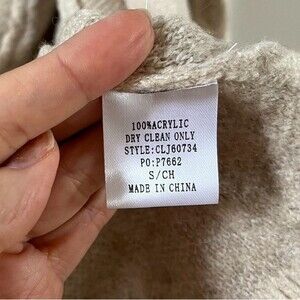 100%ACRYLIC
DRY CLEAN ONLY
STYLE:CLJ60734
PO:P7662
S/CH
MADE IN CHINA